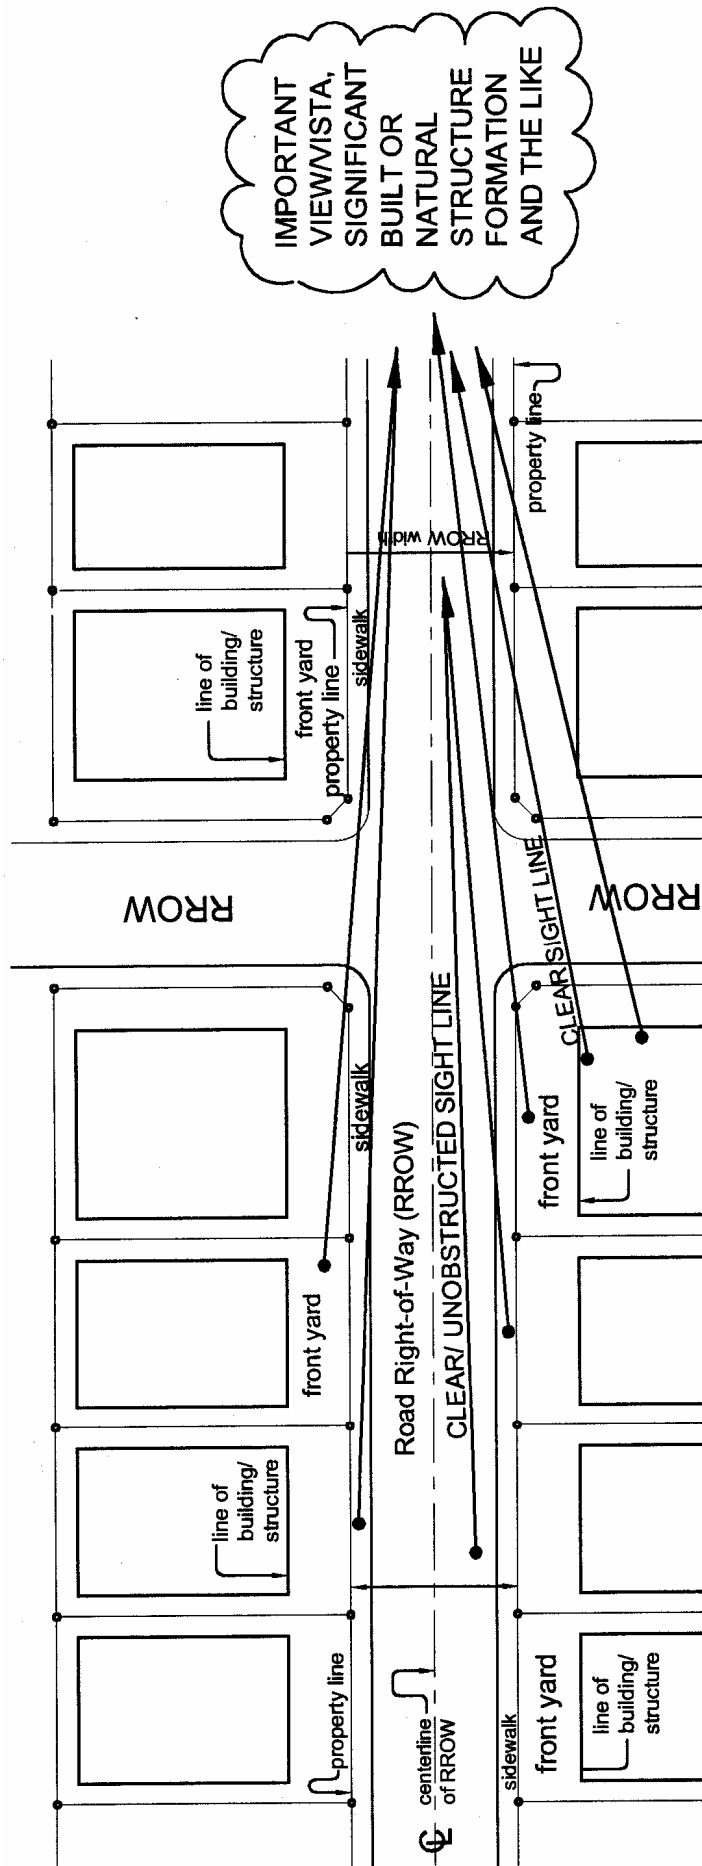 IMPORTANT
VIEW/VISTA,
SIGNIFICANT
BUILT OR
NATURAL
STRUCTURE
FORMATION
AND THE LIKE
line of
building/
structure
front yard
property line
sidewalk
RROW width
property line
RROW
RROW
CLEAR SIGHT LINE
sidewalk
Road Right-of-Way (RROW)
CLEAR/ UNOBSTRUCTED SIGHT LINE
front yard
line of
building/
structure
front yard
line of
building/
structure
property line
℄
centerline
of RROW
sidewalk
front yard
line of
building/
structure